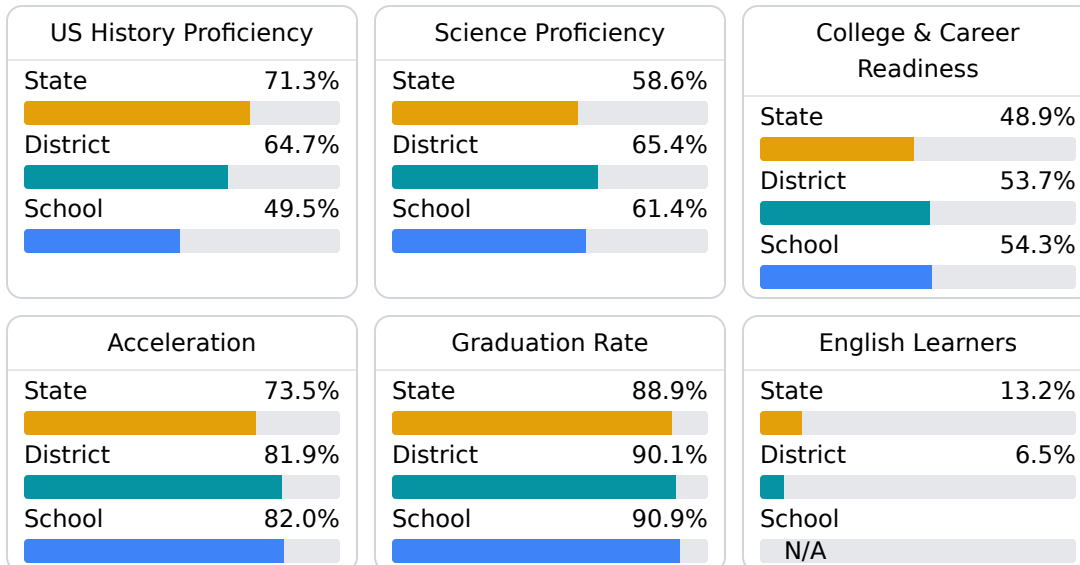 US History Proficiency
State 71.3%
District 64.7%
School 49.5%
Science Proficiency
State 58.6%
District 65.4%
School 61.4%
College & Career
Readiness
State 48.9%
District 53.7%
School 54.3%
Acceleration
State 73.5%
District 81.9%
School 82.0%
Graduation Rate
State 88.9%
District 90.1%
School 90.9%
English Learners
State 13.2%
District 6.5%
School
N/A